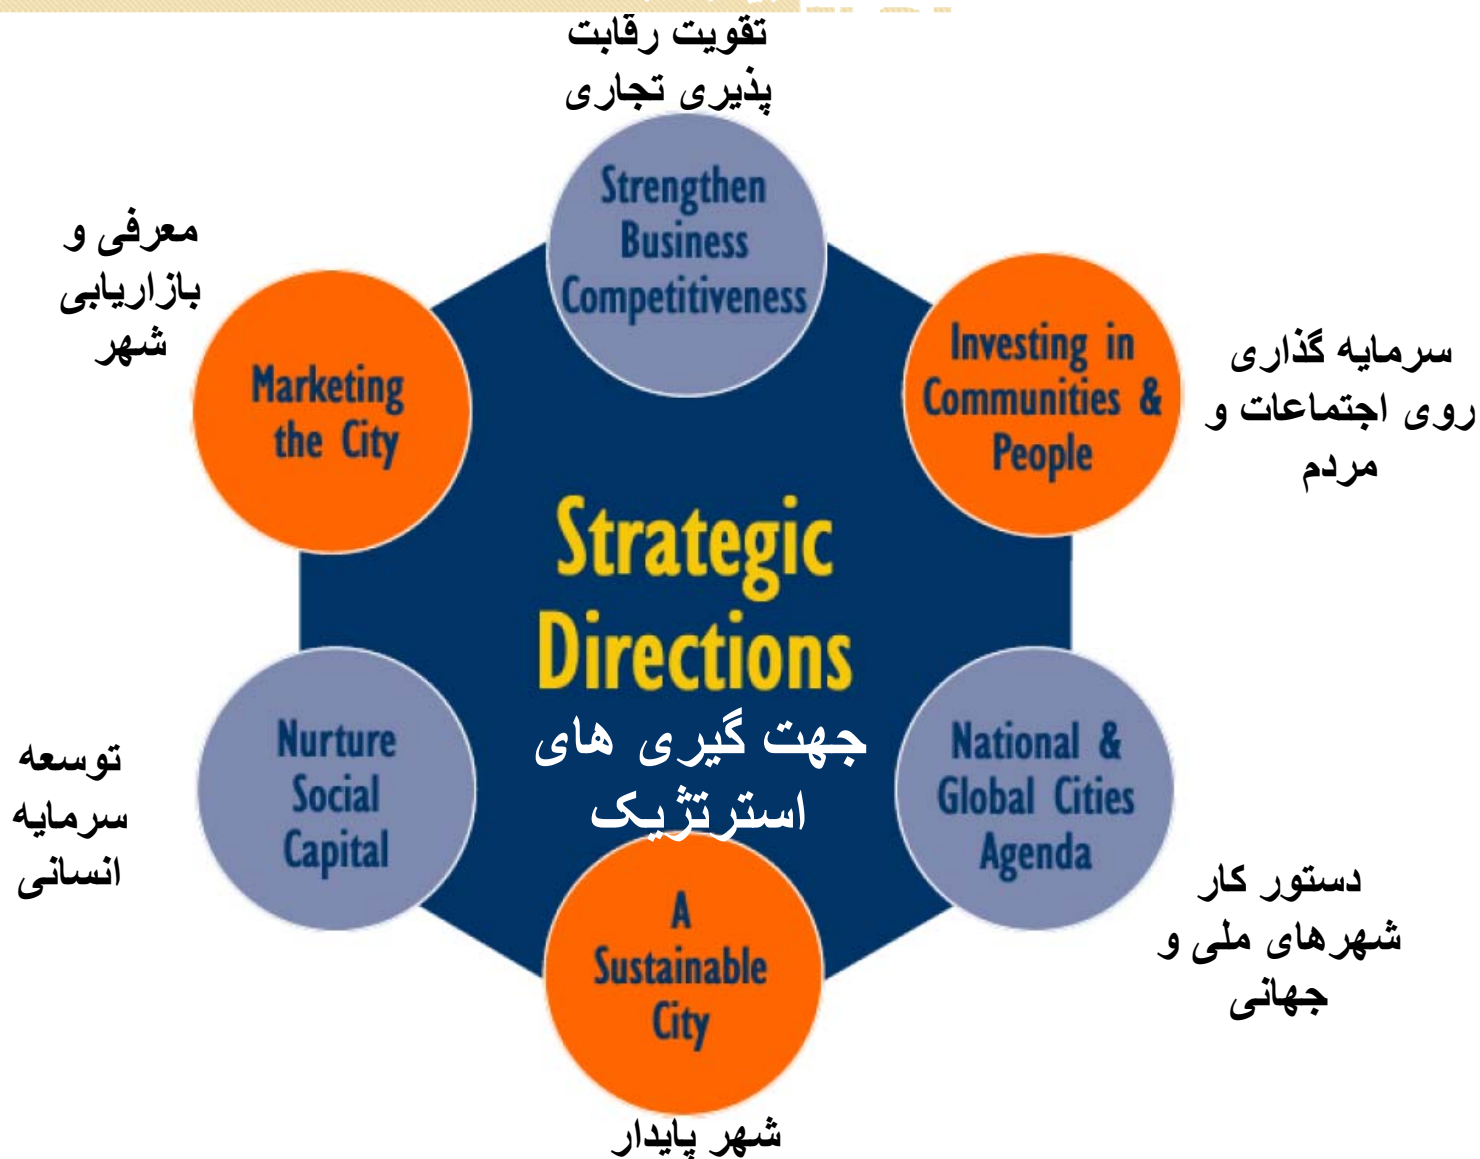 تقویت رقابت
پذیری تجاری
Strengthen
Business
Competitiveness
معرفی و
بازاریابی
شهر
Marketing
the City
Investing in
Communities &
People
سرمایه گذاری
روی اجتماعات و
مردم
Strategic
Directions
جهت گیری های
استرتژیک
توسعه
سرمایه
انسانی
Nurture
Social
Capital
National &
Global Cities
Agenda
دستور کار
شهرهای ملی و
جهانی
A
Sustainable
City
شهر پایدار